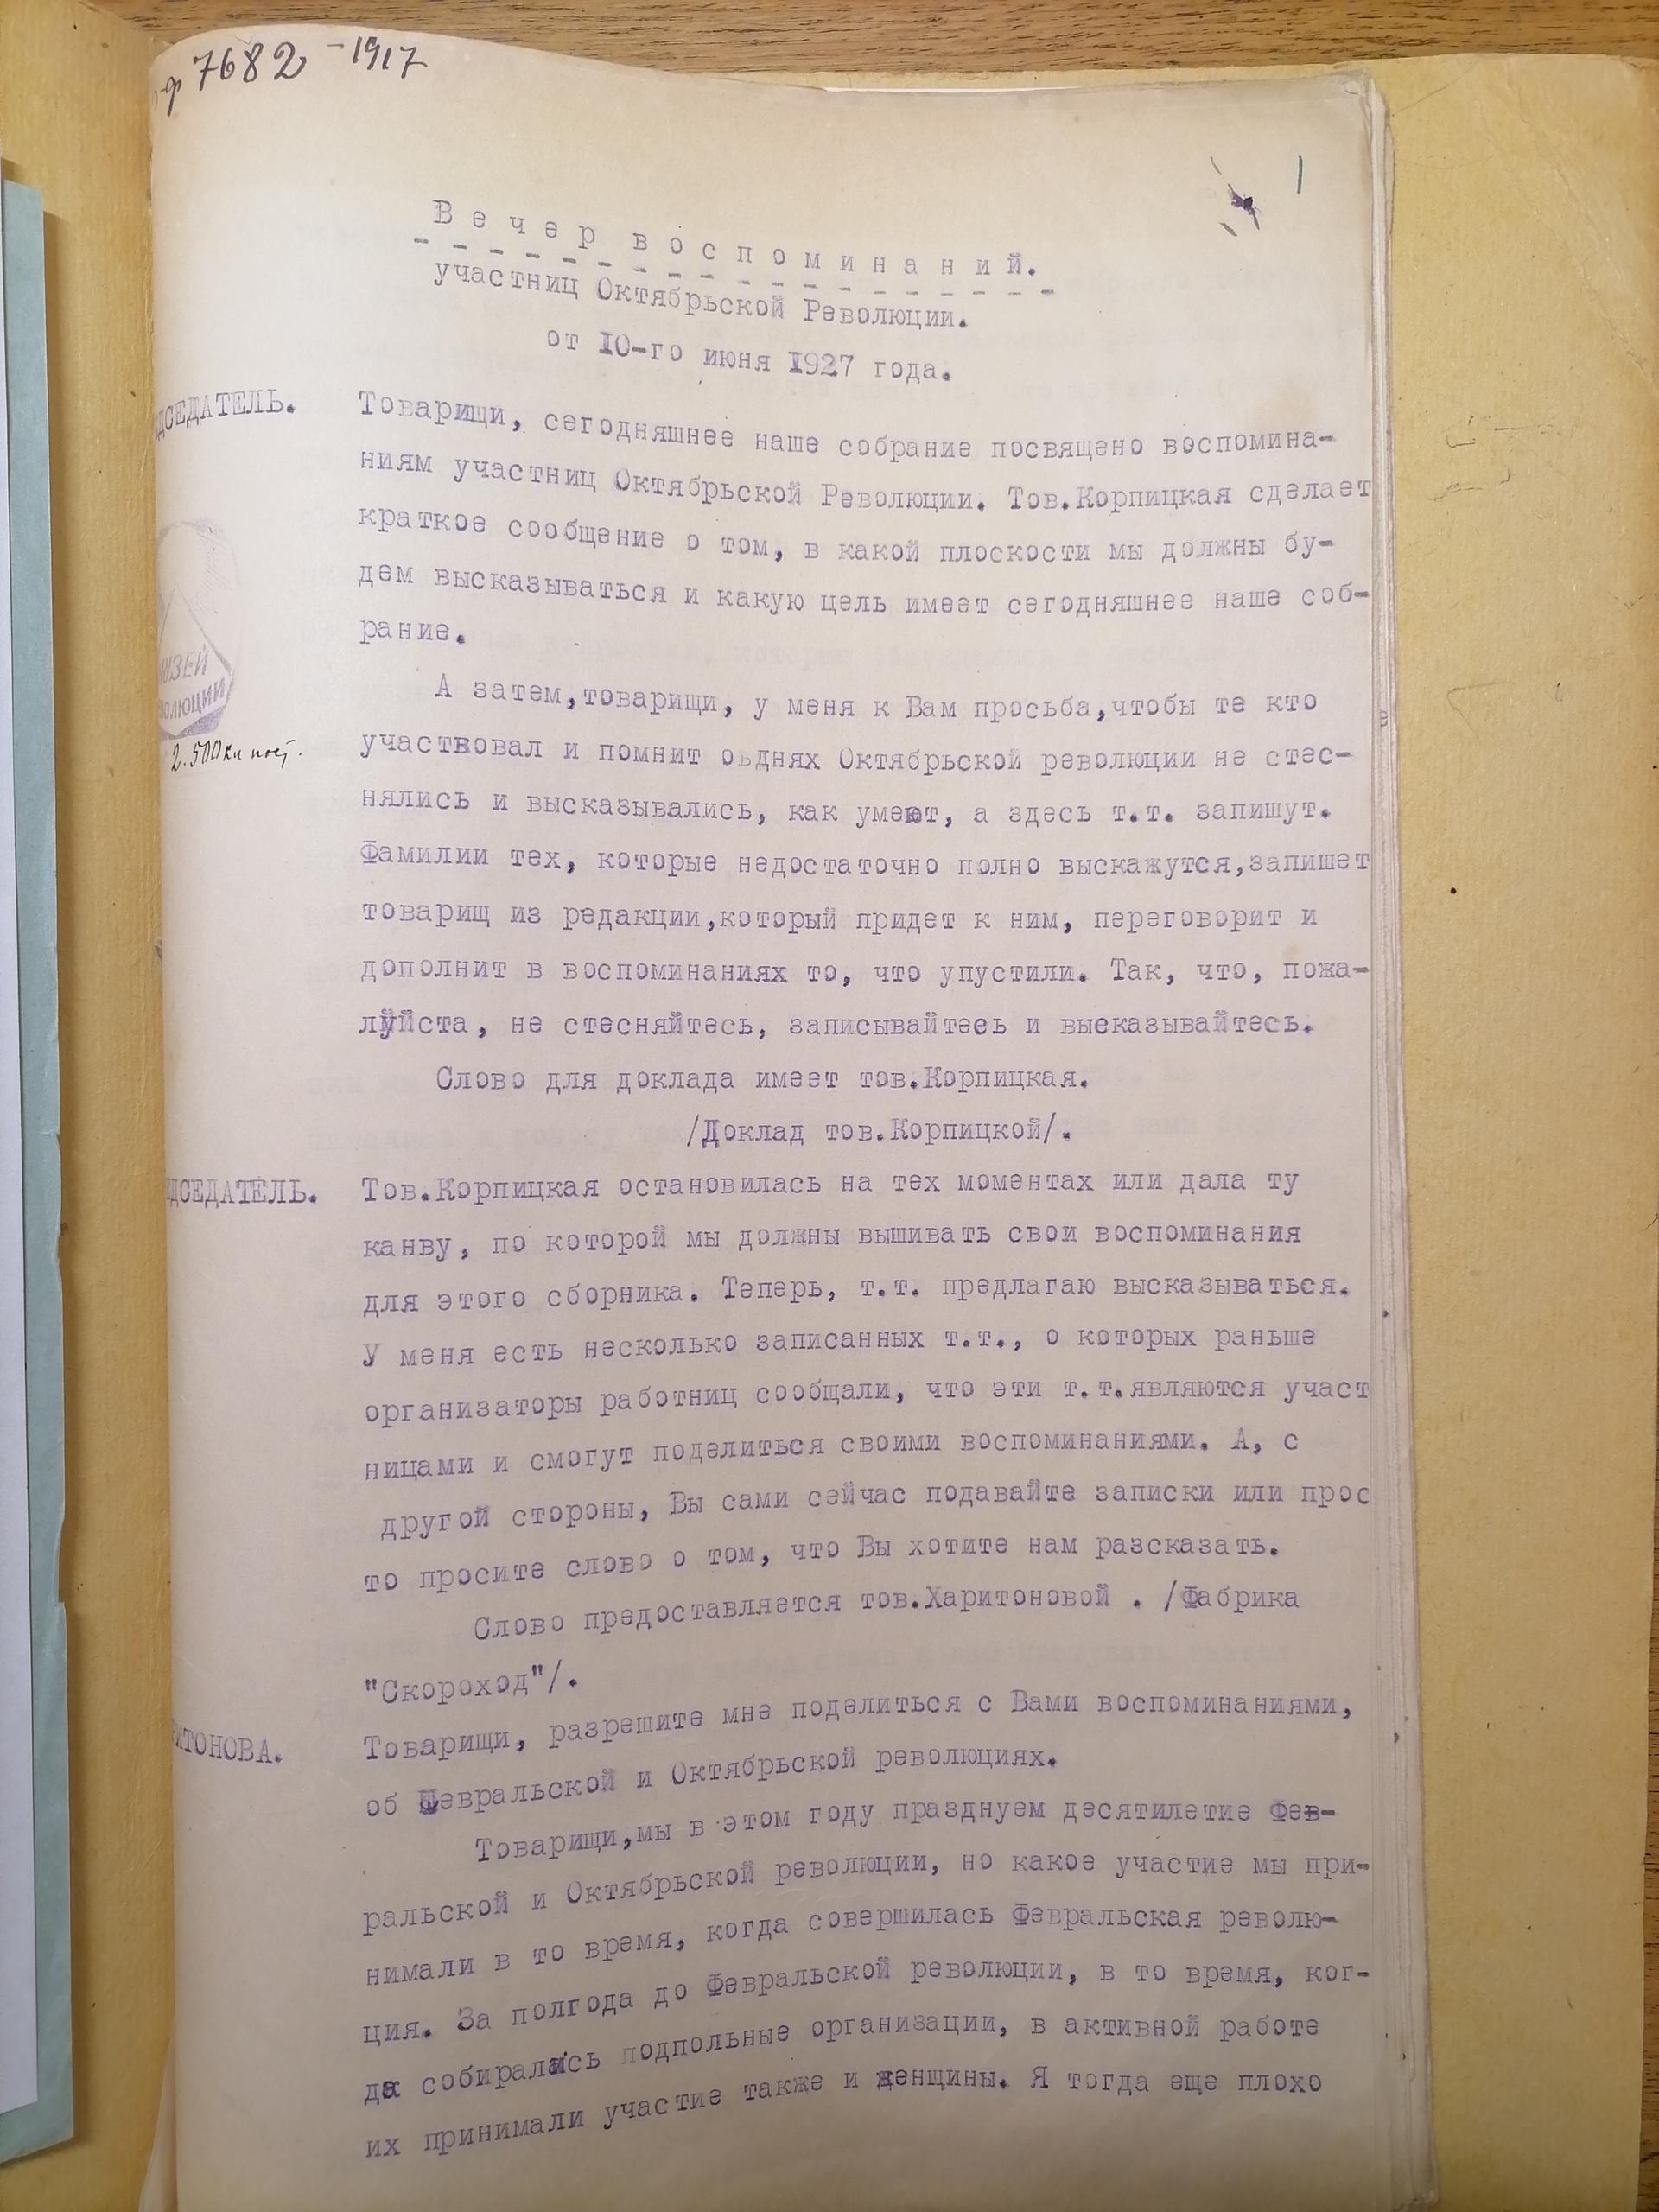 ф 7682 -1917
1
Вечер воспоминаний.
участниц Октябрьской Революции.
от 10-го июня 1927 года.
ДСЕДАТЕЛЬ. Товарищи, сегодняшнее наше собрание посвящено воспомина-
ниям участниц Октябрьской Революции. Тов.Корпицкая сделает
краткое сообщение о том, в какой плоскости мы должны бу-
дем высказываться и какую цель имеет сегодняшнее наше соб-
рание.
А затем,товарищи, у меня к Вам просьба,чтобы те кто
участвовал и помнит о днях Октябрьской революции не стес-
нялись и высказывались, как умеют, а здесь т.т. запишут.
Фамилии тех, которые недостаточно полно выскажутся,запишет
товарищ из редакции,который придет к ним, переговорит и
дополнит в воспоминаниях то, что упустили. Так, что, пожа-
луйста, не стесняйтесь, записывайтесь и высказывайтесь.
Слово для доклада имеет тов.Корпицкая.
/Доклад тов.Корпицкой/.
ДСЕДАТЕЛЬ. Тов.Корпицкая остановилась на тех моментах или дала ту
канву, по которой мы должны вышивать свои воспоминания
для этого сборника. Теперь, т.т. предлагаю высказываться.
У меня есть несколько записанных т.т., о которых раньше
организаторы работниц сообщали, что эти т.т.являются участ
ницами и смогут поделиться своими воспоминаниями. А, с
другой стороны, Вы сами сейчас подавайте записки или прос
то просите слово о том, что Вы хотите нам разсказать.
Слово предоставляется тов.Харитоновой . /Фабрика
"Скороход"/.
ИТОНОВА. Товарищи, разрешите мне поделиться с Вами воспоминаниями,
об Февральской и Октябрьской революциях.
Товарищи,мы в этом году празднуем десятилетие Фев-
ральской и Октябрьской революции, но какое участие мы при-
нимали в то время, когда совершилась Февральская револю-
ция. За полгода до Февральской революции, в то время, ког-
да собирались подпольные организации, в активной работе
их принимали участие также и женщины. Я тогда еще плохо
МУЗЕЙ
ВОЛЮЦИИ
2.500